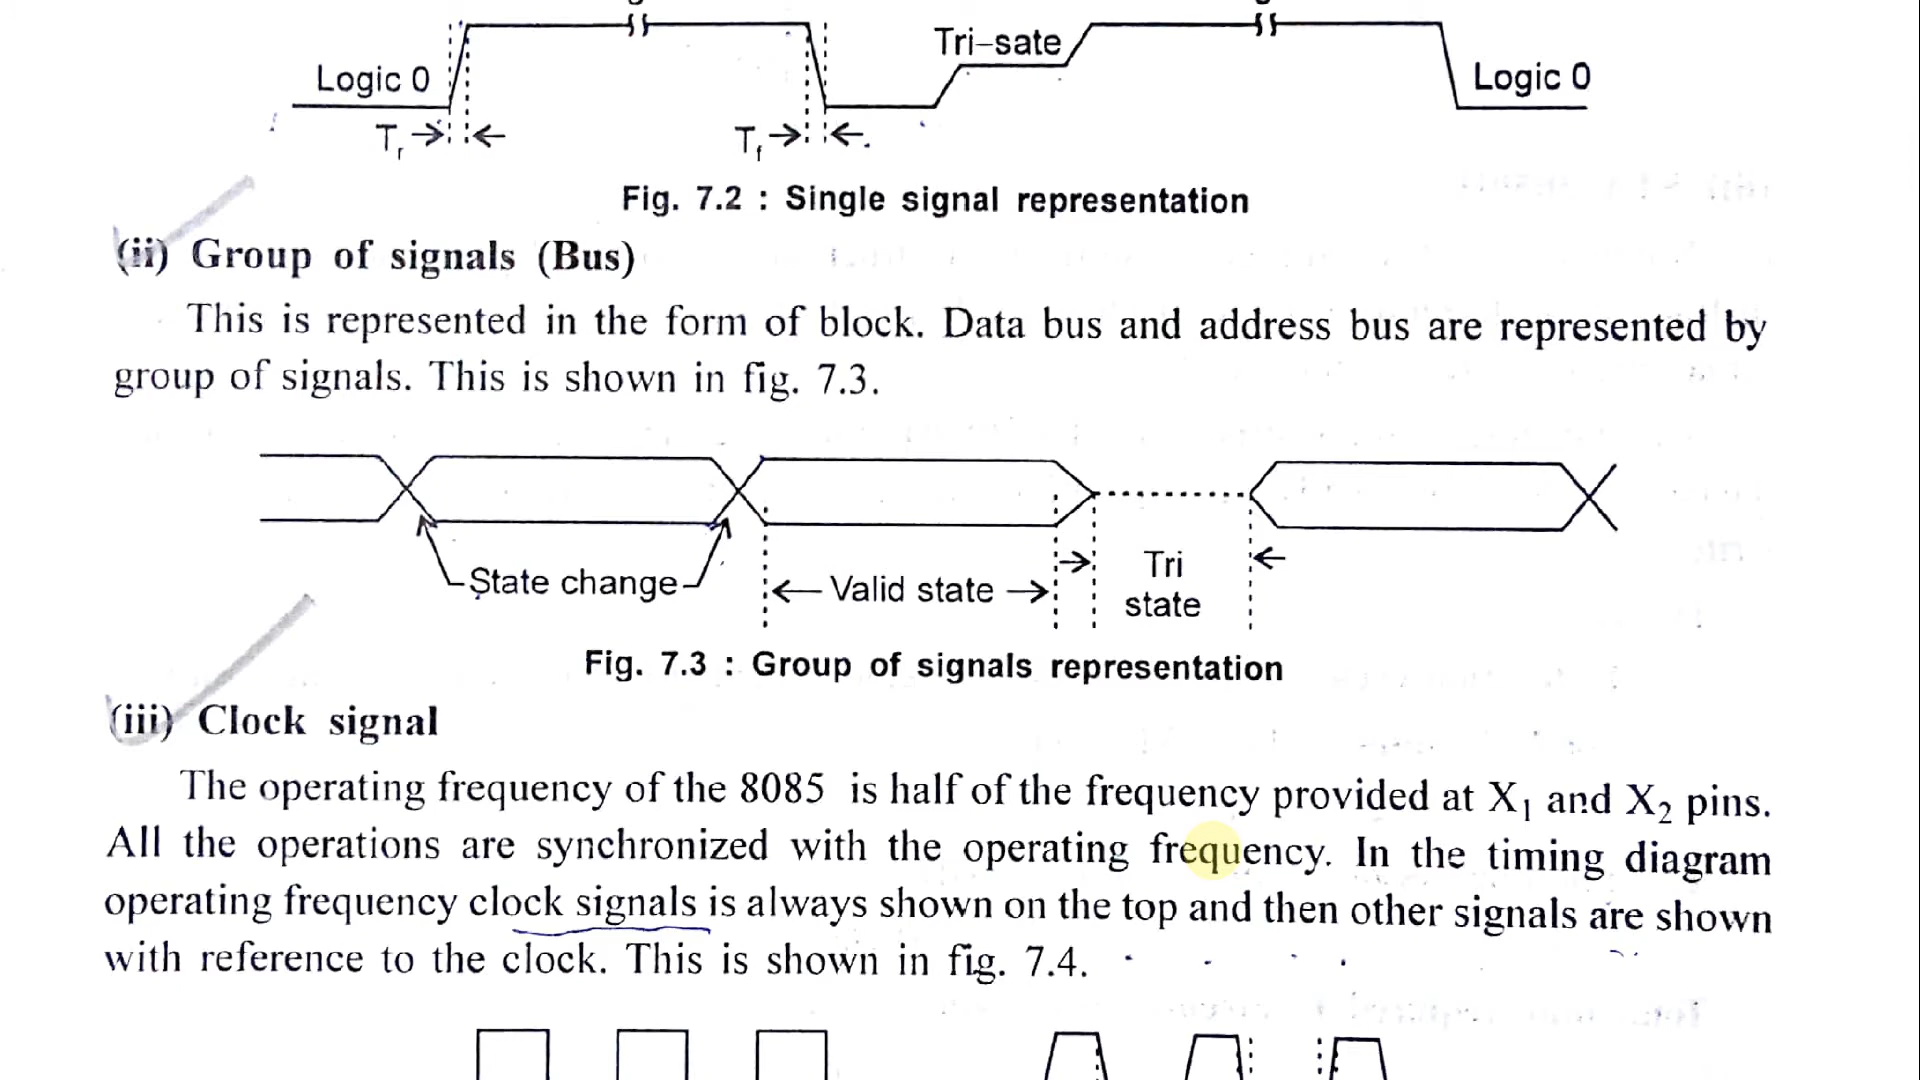 Tri–sate
Logic 0
Logic 0
Tr
Tf
Fig. 7.2 : Single signal representation
(ii) Group of signals (Bus)
This is represented in the form of block. Data bus and address bus are represented by
group of signals. This is shown in fig. 7.3.
State change
Valid state
Tri
state
Fig. 7.3 : Group of signals representation
(iii) Clock signal
The operating frequency of the 8085 is half of the frequency provided at X1 and X2 pins.
All the operations are synchronized with the operating frequency. In the timing diagram
operating frequency clock signals is always shown on the top and then other signals are shown
with reference to the clock. This is shown in fig. 7.4.